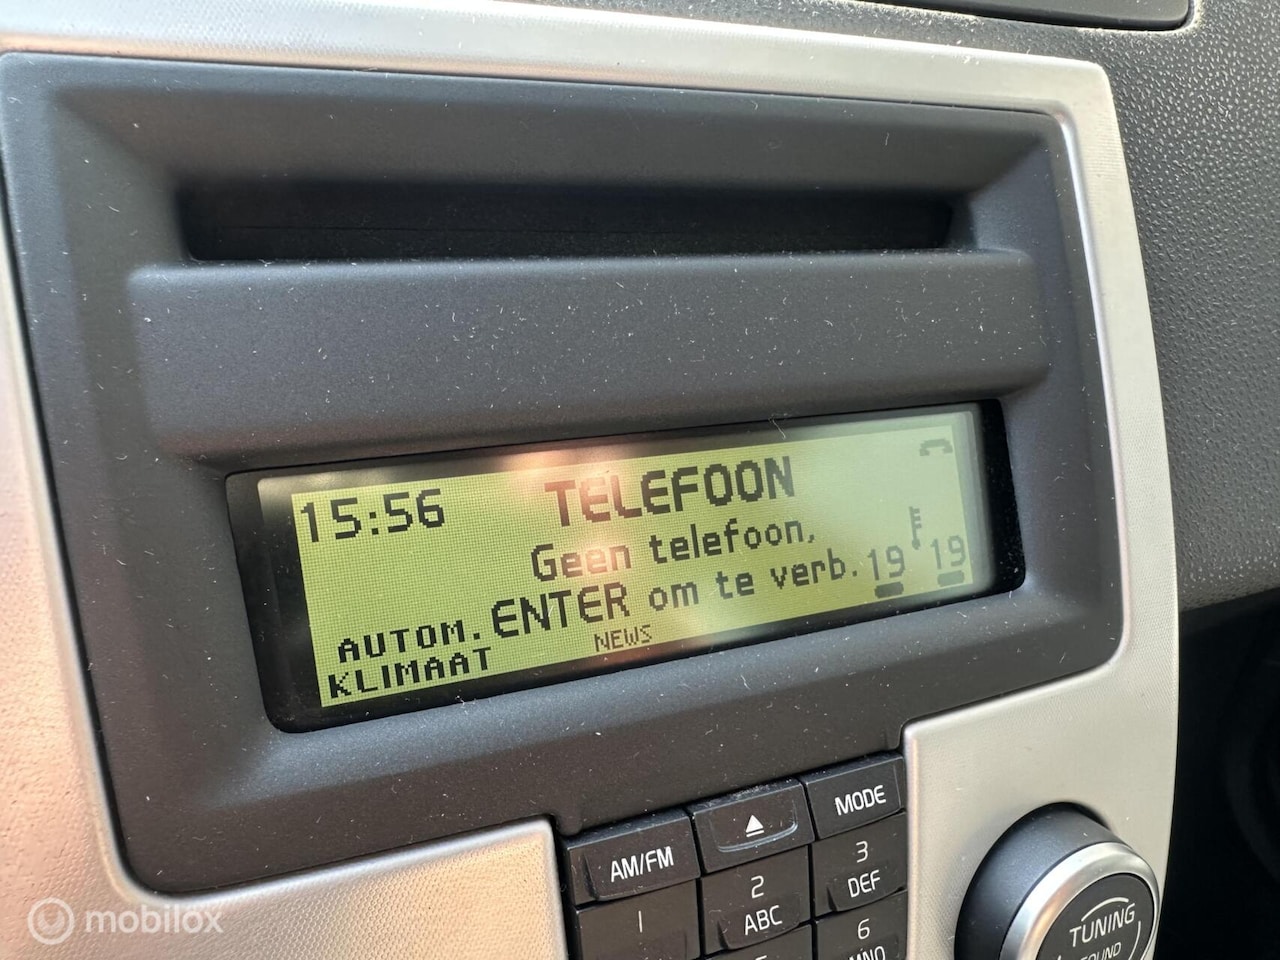 15:56 TELEFOON
Geen telefoon,
ENTER om te verb. 19 19
AUTOM.
KLIMAAT
NEWS
AM/FM
MODE
1
2
ABC
3
DEF
6
MNO
TUNING
SOUND
mobilox